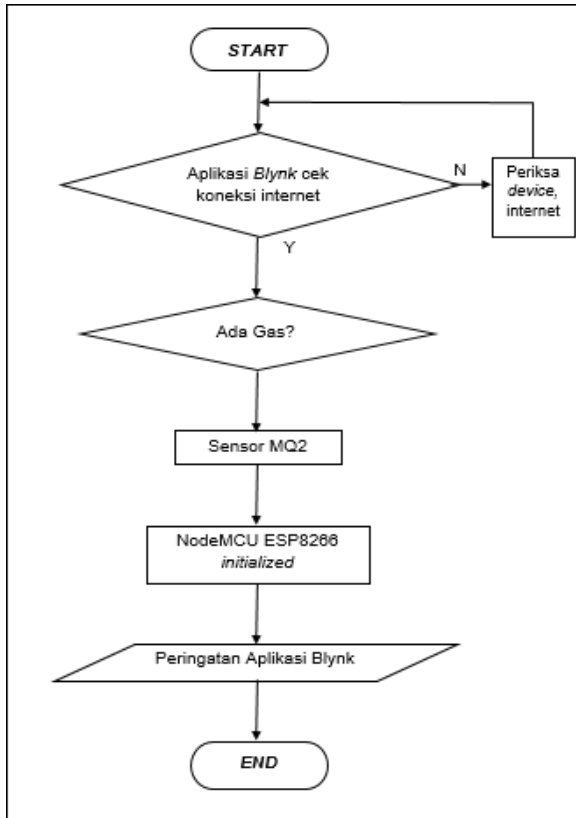 START
Aplikasi Blynk cek
koneksi internet
N
Periksa
device,
internet
Y
Ada Gas?
Sensor MQ2
NodeMCU ESP8266
initialized
Peringatan Aplikasi Blynk
END